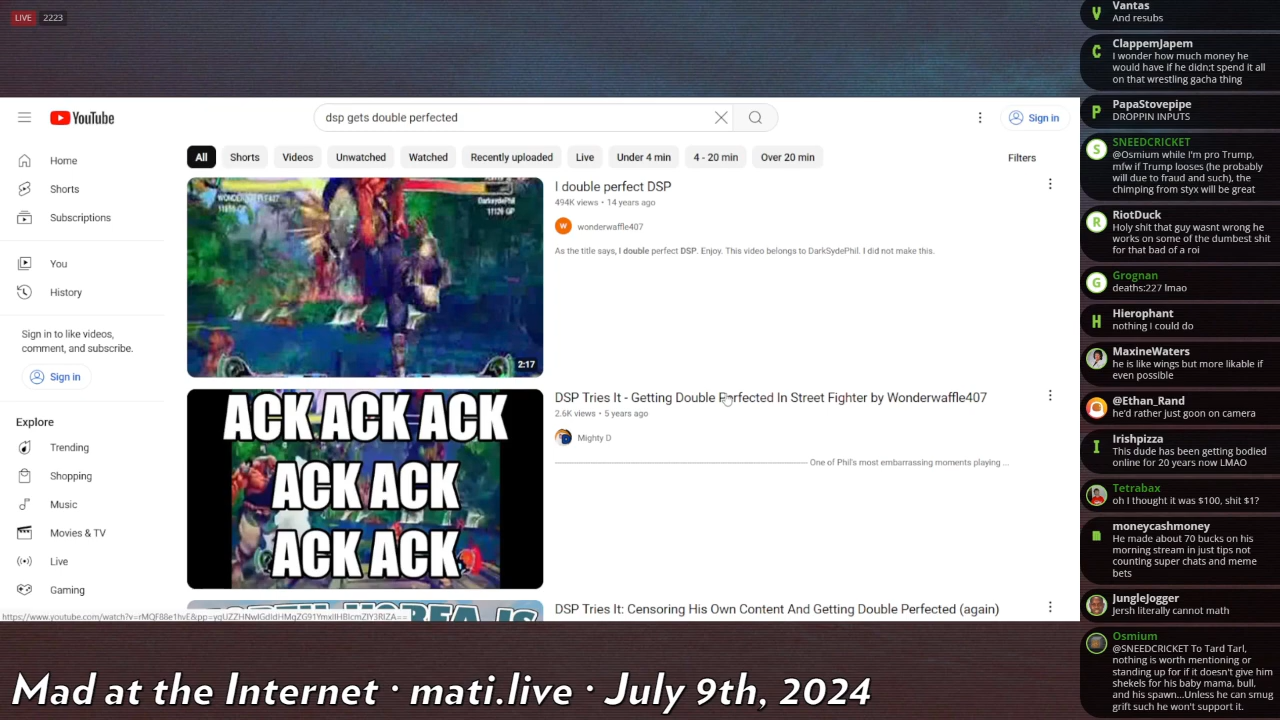 LIVE 2223
YouTube
dsp gets double perfected
Sign in
Home
Shorts
Subscriptions
You
History
Sign in to like videos,
comment, and subscribe.
Sign in
Explore
Trending
Shopping
Music
Movies & TV
Live
Gaming
All Shorts Videos Unwatched Watched Recently uploaded Live Under 4 min 4 - 20 min Over 20 min Filters
WONDERWAFFLE407
DarksydePhil
11126 GP
2:17
I double perfect DSP
494K views • 14 years ago
W wonderwaffle407
As the title says, I double perfect DSP. Enjoy. This video belongs to DarkSydePhil. I did not make this.
ACK ACK ACK
ACK ACK
ACK ACK
DSP Tries It - Getting Double Perfected In Street Fighter by Wonderwaffle407
2.6K views • 5 years ago
Mighty D
One of Phil's most embarrassing moments playing ...
NORTH KOREA IS
DSP Tries It: Censoring His Own Content And Getting Double Perfected (again)
Mad at the Internet · mati.live · July 9th, 2024
V Vantas
And resubs
C ClappemJapem
I wonder how much money he
would have if he didn;t spend it all
on that wrestling gacha thing
P PapaStovepipe
DROPPIN INPUTS
S SNEEDCRICKET
@Osmium while I'm pro Trump,
mfw if Trump looses (he probably
will due to fraud and such), the
chimping from styx will be great
R RiotDuck
Holy shit that guy wasnt wrong he
works on some of the dumbest shit
for that bad of a roi
G Grognan
deaths:227 lmao
H Hierophant
nothing I could do
MaxineWaters
he is like wings but more likable if
even possible
@Ethan_Rand
he'd rather just goon on camera
I Irishpizza
This dude has been getting bodied
online for 20 years now LMAO
Tetrabax
oh I thought it was $100, shit $1?
m moneycashmoney
He made about 70 bucks on his
morning stream in just tips not
counting super chats and meme
bets
JungleJogger
Jersh literally cannot math
Osmium
@SNEEDCRICKET To Tard Tarl,
nothing is worth mentioning or
standing up for if it doesn't give him
shekels for his baby mama, bull,
and his spawn...Unless he can smug
grift such he won't support it.